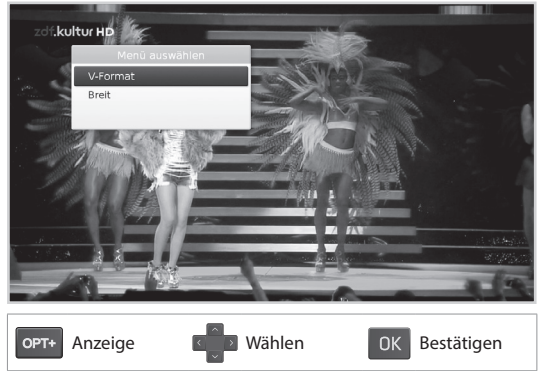 zdf.kultur HD
Menü auswählen
V-Format
Breit
OPT+ Anzeige
Wählen
OK Bestätigen